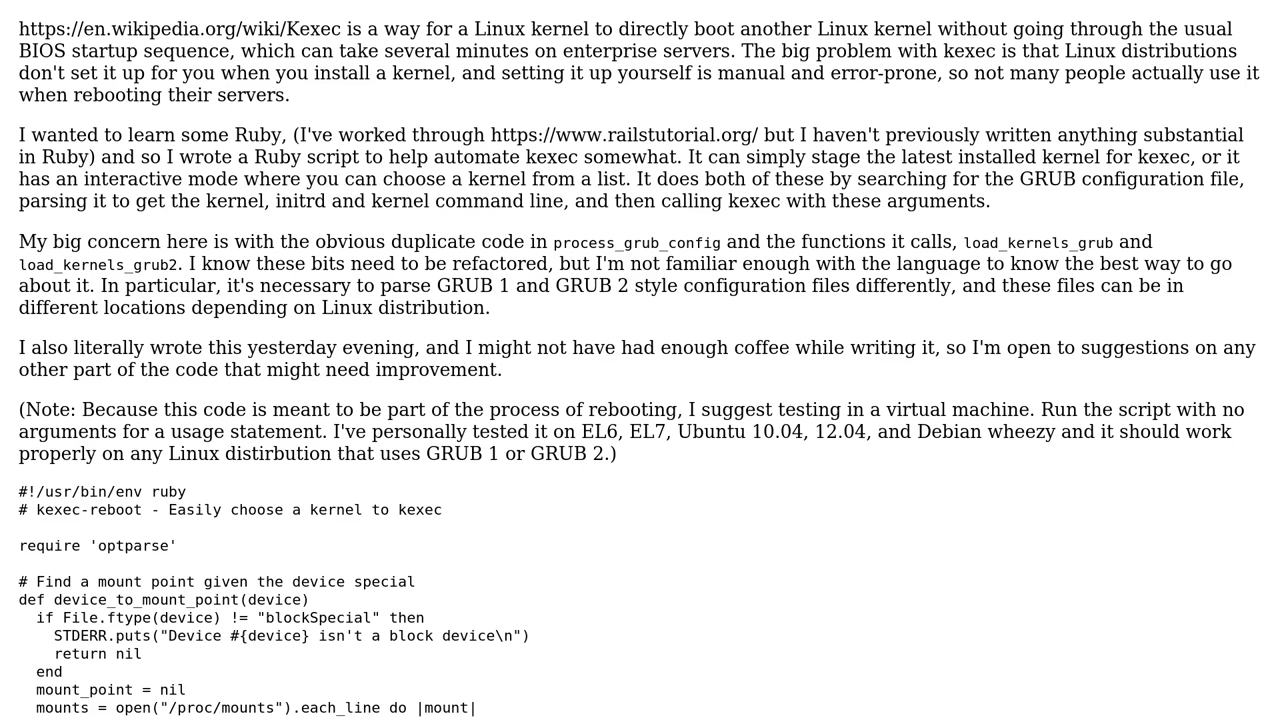 https://en.wikipedia.org/wiki/Kexec is a way for a Linux kernel to directly boot another Linux kernel without going through the usual
BIOS startup sequence, which can take several minutes on enterprise servers. The big problem with kexec is that Linux distributions
don't set it up for you when you install a kernel, and setting it up yourself is manual and error-prone, so not many people actually use it
when rebooting their servers.
I wanted to learn some Ruby, (I've worked through https://www.railstutorial.org/ but I haven't previously written anything substantial
in Ruby) and so I wrote a Ruby script to help automate kexec somewhat. It can simply stage the latest installed kernel for kexec, or it
has an interactive mode where you can choose a kernel from a list. It does both of these by searching for the GRUB configuration file,
parsing it to get the kernel, initrd and kernel command line, and then calling kexec with these arguments.
My big concern here is with the obvious duplicate code in process_grub_config and the functions it calls, load_kernels_grub and
load_kernels_grub2. I know these bits need to be refactored, but I'm not familiar enough with the language to know the best way to go
about it. In particular, it's necessary to parse GRUB 1 and GRUB 2 style configuration files differently, and these files can be in
different locations depending on Linux distribution.
I also literally wrote this yesterday evening, and I might not have had enough coffee while writing it, so I'm open to suggestions on any
other part of the code that might need improvement.
(Note: Because this code is meant to be part of the process of rebooting, I suggest testing in a virtual machine. Run the script with no
arguments for a usage statement. I've personally tested it on EL6, EL7, Ubuntu 10.04, 12.04, and Debian wheezy and it should work
properly on any Linux distirbution that uses GRUB 1 or GRUB 2.)
#!/usr/bin/env ruby
# kexec-reboot - Easily choose a kernel to kexec
require 'optparse'
# Find a mount point given the device special
def device_to_mount_point(device)
  if File.ftype(device) != "blockSpecial" then
    STDERR.puts("Device #{device} isn't a block device\n")
    return nil
  end
  mount_point = nil
  mounts = open("/proc/mounts").each_line do |mount|